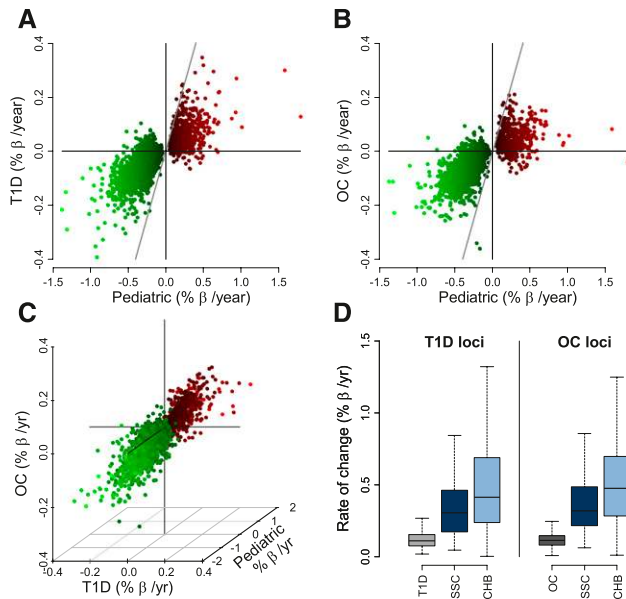 A
0.4
0.2
0.0
-0.2
-0.4
T1D (% β /year)
-1.5 -1.0 -0.5 0.0 0.5 1.0 1.5
Pediatric (% β /year)
B
0.4
0.2
0.0
-0.2
-0.4
OC (% β /year)
-1.5 -1.0 -0.5 0.0 0.5 1.0 1.5
Pediatric (% β /year)
C
0.4
0.2
0.0
-0.2
-0.4
OC (% β /yr)
-0.4 -0.2 0.0 0.2 0.4
T1D (% β /yr)
-2 -1 0 1 2
Pediatric
% β /yr
D
T1D loci OC loci
1.5
1.0
0.5
0.0
Rate of change (% β /yr)
T1D SSC CHB OC SSC CHB